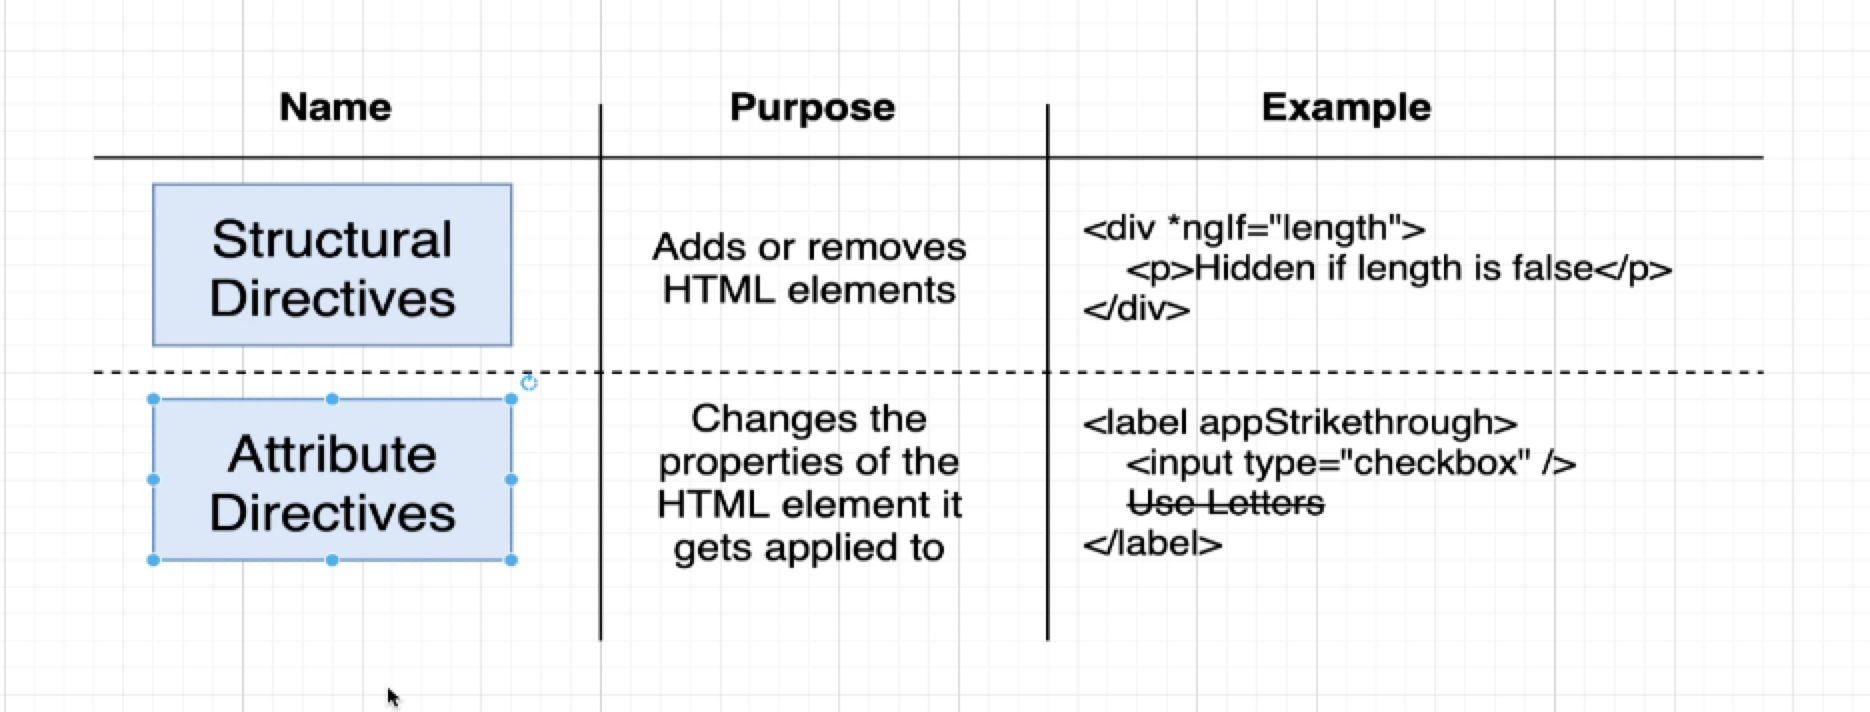 Name
Purpose
Example
Structural
Directives
Adds or removes
HTML elements
<div *ngIf="length">
<p>Hidden if length is false</p>
</div>
Attribute
Directives
Changes the
properties of the
HTML element it
gets applied to
<label appStrikethrough>
<input type="checkbox" />
Use Letters
</label>